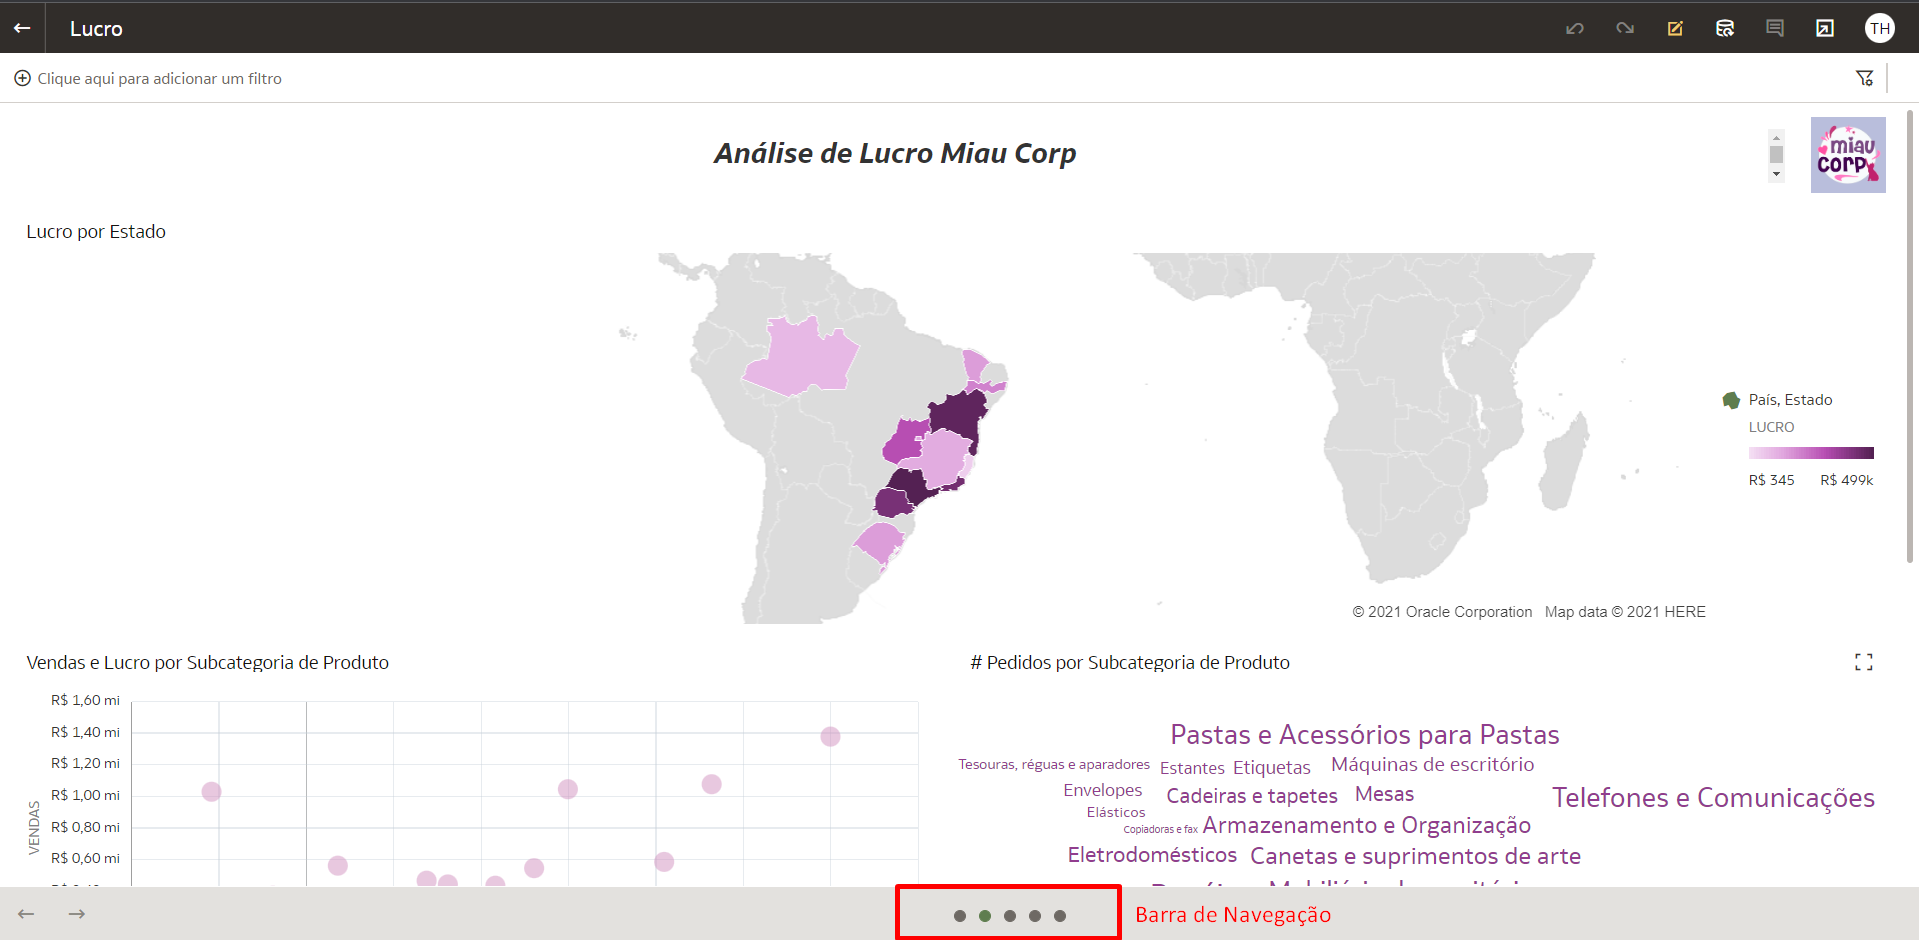 Lucro
TH
Clique aqui para adicionar um filtro
Análise de Lucro Miau Corp
miau
corp
Lucro por Estado
País, Estado
LUCRO
R$ 345 R$ 499k
© 2021 Oracle Corporation Map data © 2021 HERE
Vendas e Lucro por Subcategoria de Produto
R$ 1,60 mi
R$ 1,40 mi
R$ 1,20 mi
R$ 1,00 mi
R$ 0,80 mi
R$ 0,60 mi
VENDAS
# Pedidos por Subcategoria de Produto
Pastas e Acessórios para Pastas
Tesouras, réguas e aparadores Estantes Etiquetas Máquinas de escritório
Envelopes Cadeiras e tapetes Mesas Telefones e Comunicações
Elásticos
Copiadoras e fax Armazenamento e Organização
Eletrodomésticos Canetas e suprimentos de arte
Barra de Navegação